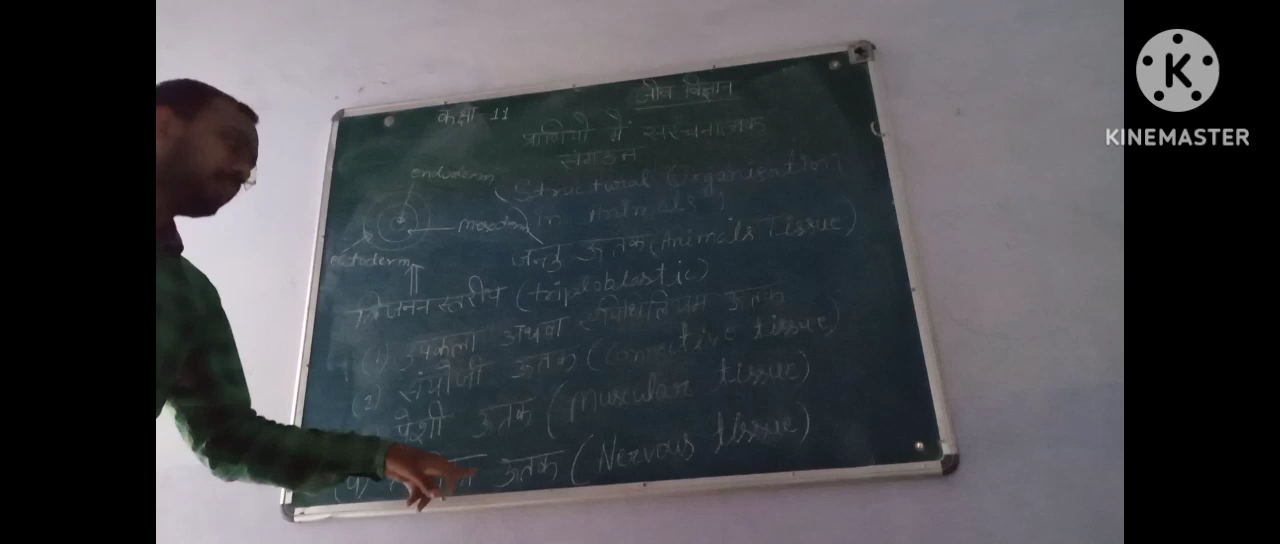 जीव विज्ञान
कक्षा -11
प्राणियों में संरचनात्मक
संगठन
(Structural Organisation
in Animals)
endoderm
mesoderm
ectoderm
जन्तु ऊतक (Animals Tissue)
त्रिजनन स्तरीय (triploblastic)
(1) उपकला अथवा एपिथिलियम ऊतक
(2) संयोजी ऊतक (Connective tissue)
पेशी ऊतक (Muscular tissue)
(4) ऊतक (Nervous tissue)
K
KINEMASTER